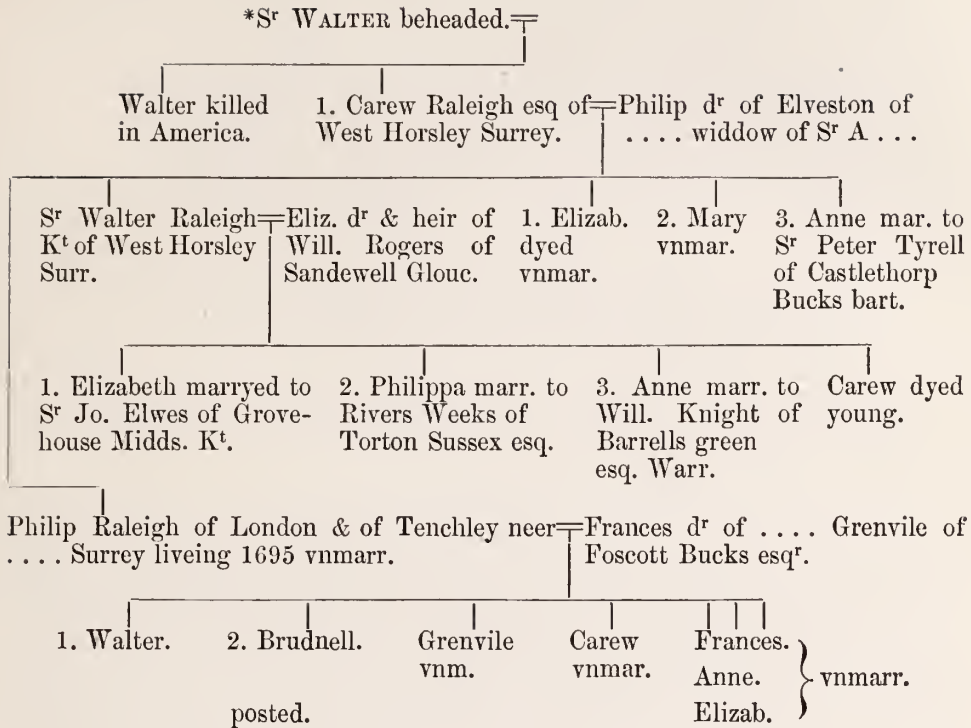 *Sʳ WALTER beheaded.
Walter killed
in America.
1. Carew Raleigh esq of
West Horsley Surrey.
Philip dʳ of Elveston of
.... widdow of Sʳ A ...
Sʳ Walter Raleigh
Kᵗ of West Horsley
Surr.
Eliz. dʳ & heir of
Will. Rogers of
Sandewell Glouc.
1. Elizab.
dyed
vnmar.
2. Mary
vnmar.
3. Anne mar. to
Sʳ Peter Tyrell
of Castlethorp
Bucks bart.
1. Elizabeth marryed to
Sʳ Jo. Elwes of Grove-
house Midds. Kᵗ.
2. Philippa marr. to
Rivers Weeks of
Torton Sussex esq.
3. Anne marr. to
Will. Knight of
Barrells green
esq. Warr.
Carew dyed
young.
Philip Raleigh of London & of Tenchley neer
.... Surrey liveing 1695 vnmarr.
Frances dʳ of .... Grenvile of
Foscott Bucks esqʳ.
1. Walter.
2. Brudnell.
posted.
Grenvile
vnm.
Carew
vnmar.
Frances.
Anne.
Elizab.
vnmarr.